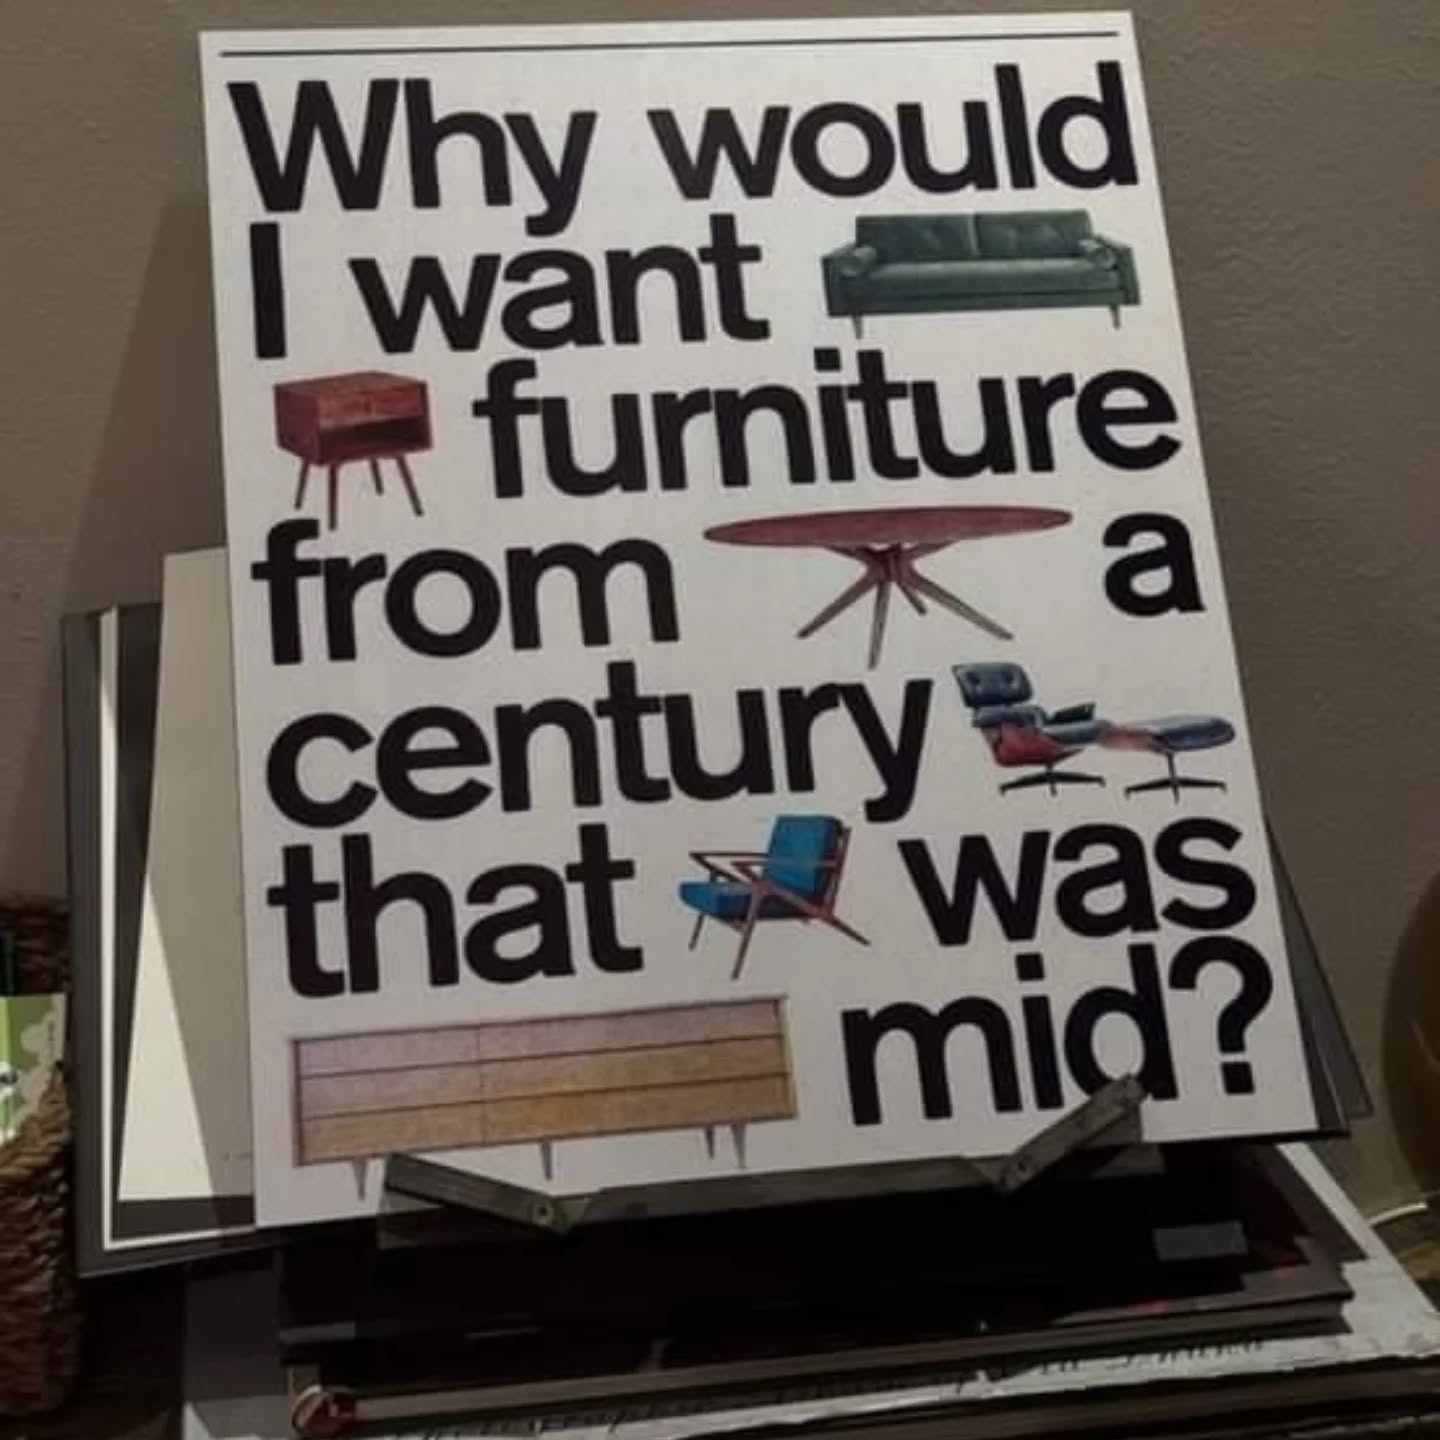 Why would
I want
furniture
from a
century
that was
mid?